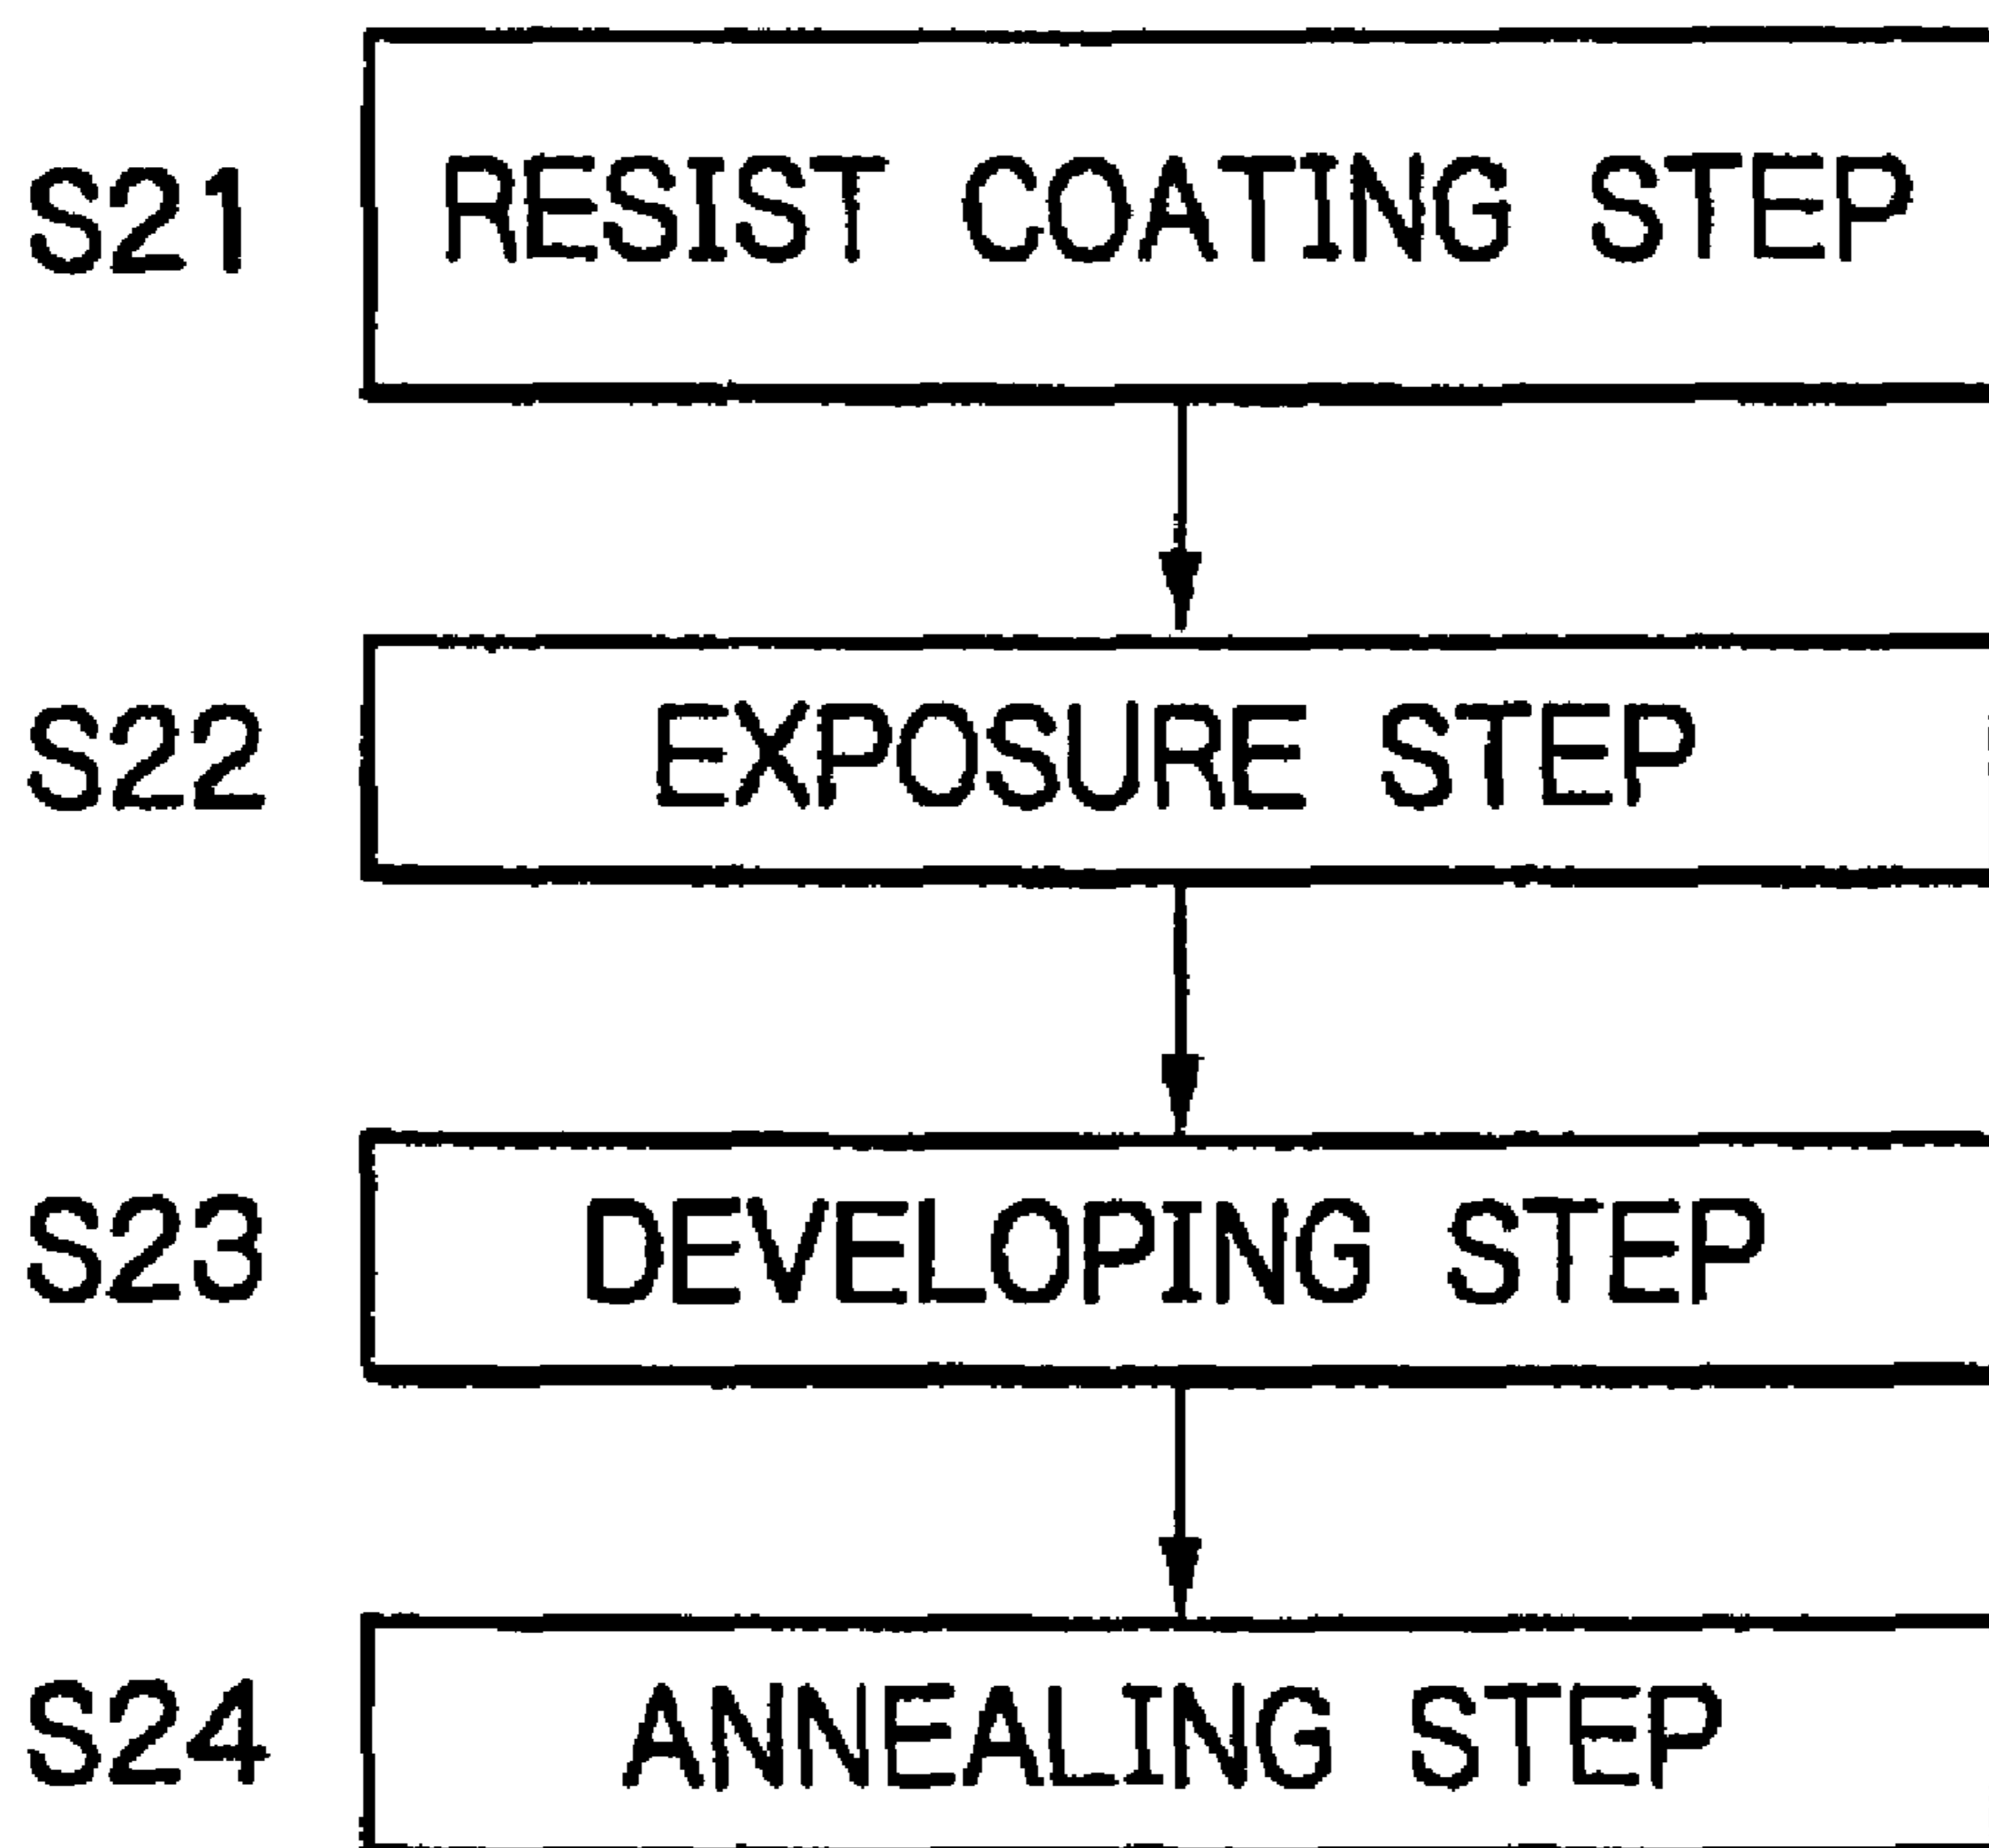 S21 RESIST COATING STEP
S22 EXPOSURE STEP
S23 DEVELOPING STEP
S24 ANNEALING STEP